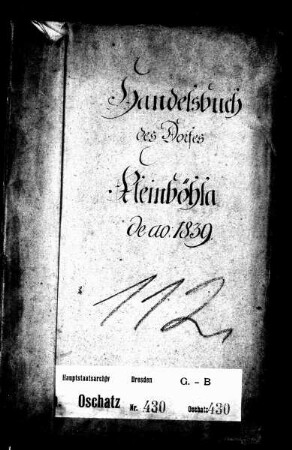 Handelsbuch
des Dorfes
Kleinböhla
de ao. 1839.
112,
Hauptstaatsarchiv Dresden G. – B
Oschatz Nr. 430 Oschatz 430